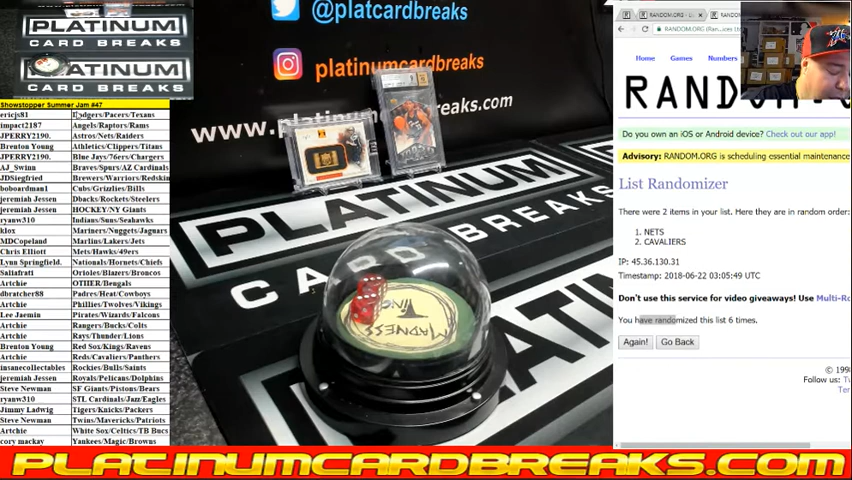 PLATINUM
CARD BREAKS
PLATINUM
CARD BREAKS
@platcardbreaks
platinumcardbreaks
www.
Showstopper Summer Jam #47
ericjs81 Dodgers/Pacers/Texans
impact2187 Angels/Raptors/Rams
JPERRY2190. Astros/Nets/Raiders
Brenton Young Athletics/Clippers/Titans
JPERRY2190. Blue Jays/76ers/Chargers
AJ_Swinn Braves/Spurs/AZ Cardinals
JDSiegfried Brewers/Warriors/Redskin
boboardman1 Cubs/Grizzlies/Bills
jeremiah Jessen Dbacks/Rockets/Steelers
jeremiah Jessen HOCKEY/NY Giants
ryanw310 Indians/Suns/Seahawks
klox Mariners/Nuggets/Jaguars
MDCopeland Marlins/Lakers/Jets
Chris Elliott Mets/Hawks/49ers
Lynn Springfield. Nationals/Hornets/Chiefs
Saliafrati Orioles/Blazers/Broncos
Artchie OTHER/Bengals
dbratcher88 Padres/Heat/Cowboys
Artchie Phillies/Twolves/Vikings
Lee Jaemin Pirates/Wizards/Falcons
Artchie Rangers/Bucks/Colts
Artchie Rays/Thunder/Lions
Brenton Young Red Sox/Kings/Ravens
Artchie Reds/Cavaliers/Panthers
insanecollectables Rockies/Bulls/Saints
jeremiah Jessen Royals/Pelicans/Dolphins
Steve Newman SF Giants/Pistons/Bears
ryanw310 STL Cardinals/Jazz/Eagles
Jimmy Ladwig Tigers/Knicks/Packers
Steve Newman Twins/Mavericks/Patriots
Artchie White Sox/Celtics/TB Bucs
cory mackay Yankees/Magic/Browns
PLATINUM
CARD BREAKS
MADNESS
RANDOM.ORG
Home Games Numbers
RANDOM
Do you own an iOS or Android device? Check out our app!
Advisory: RANDOM.ORG is scheduling essential maintenance
List Randomizer
There were 2 items in your list. Here they are in random order:
1. NETS
2. CAVALIERS
IP: 45.36.130.31
Timestamp: 2018-06-22 03:05:49 UTC
Don't use this service for video giveaways! Use Multi-Ro
You have randomized this list 6 times.
Again! Go Back
© 199
Follow us: Tw
Ter
PLATINUMCARDBREAKS.COM